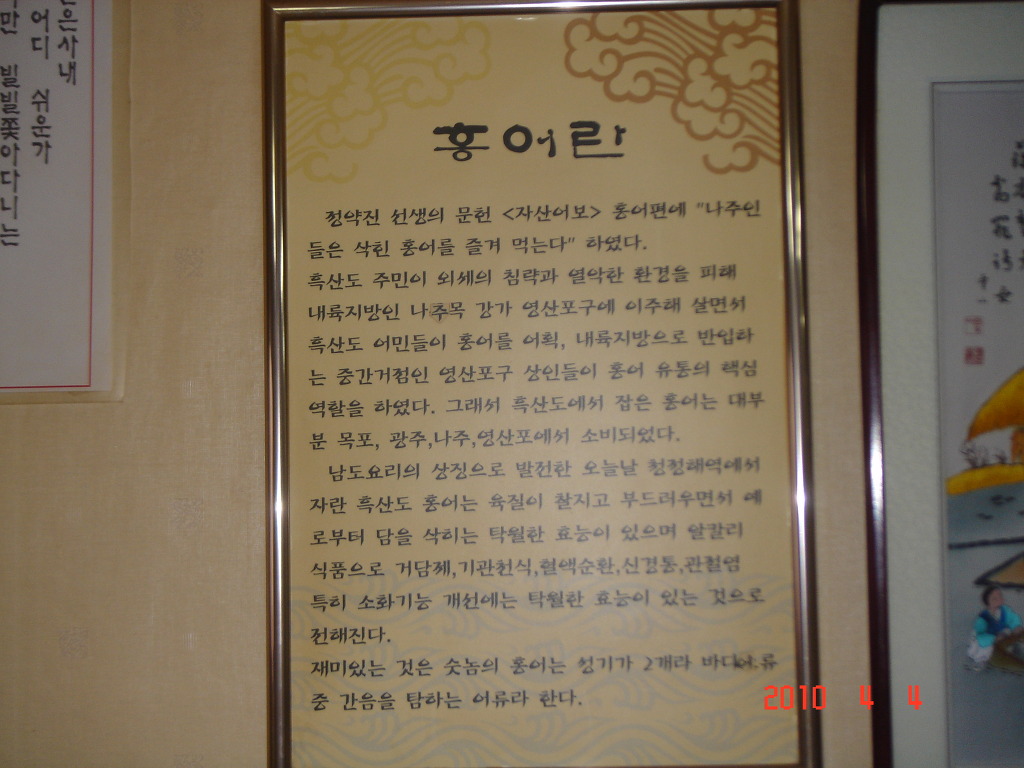 은사내
어디 쉬운가
만 빌빌쫓아다니는
홍어란
정약진 선생의 문헌 <자산어보> 홍어편에 "나주인
들은 삭힌 홍어를 즐겨 먹는다" 하였다.
흑산도 주민이 외세의 침략과 열악한 환경을 피해
내륙지방인 나주목 강가 영산포구에 이주해 살면서
흑산도 어민들이 홍어를 어획, 내륙지방으로 반입하
는 중간거점인 영산포구 상인들이 홍어 유통의 핵심
역할을 하였다. 그래서 흑산도에서 잡은 홍어는 대부
분 목포, 광주,나주,영산포에서 소비되었다.
남도요리의 상징으로 발전한 오늘날 청정해역에서
자란 흑산도 홍어는 육질이 찰지고 부드러우면서 예
로부터 담을 삭히는 탁월한 효능이 있으며 알칼리
식품으로 거담제,기관천식,혈액순환,신경통,관절염
특히 소화기능 개선에는 탁월한 효능이 있는 것으로
전해진다.
재미있는 것은 숫놈의 홍어는 성기가 2개라 바다어류
중 간음을 탐하는 어류라 한다.
2010 4 4